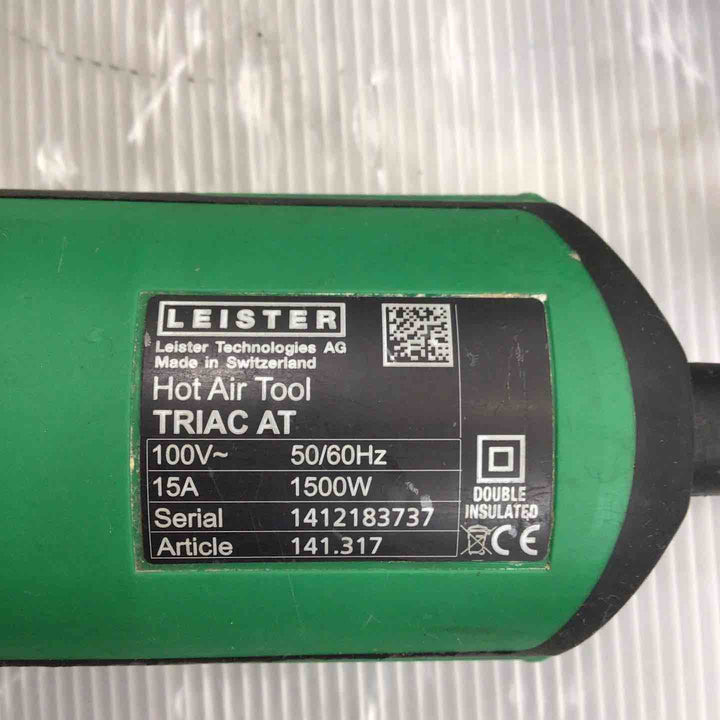 LEISTER
Leister Technologies AG
Made in Switzerland
Hot Air Tool
TRIAC AT
100V~ 50/60Hz
15A 1500W
Serial 1412183737
Article 141.317
DOUBLE
INSULATED
CE